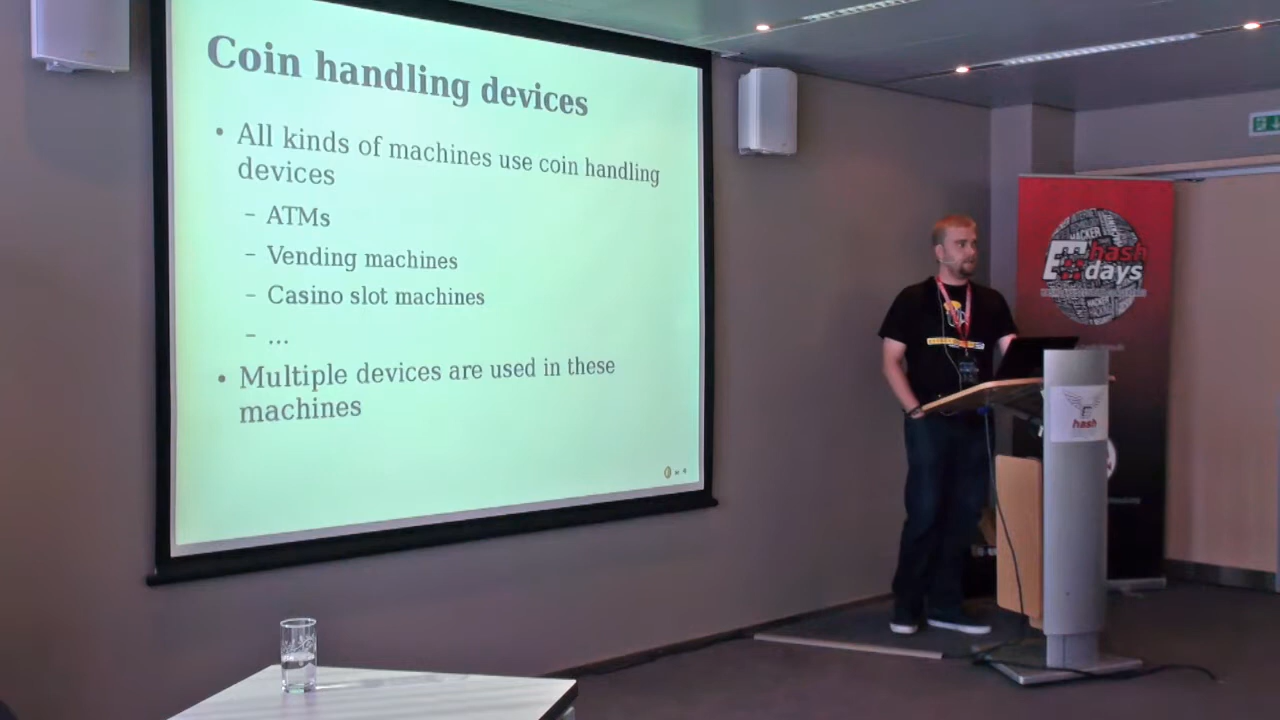 Coin handling devices
• All kinds of machines use coin handling
devices
– ATMs
– Vending machines
– Casino slot machines
– ...
• Multiple devices are used in these
machines
HACKER
hash
days
hash